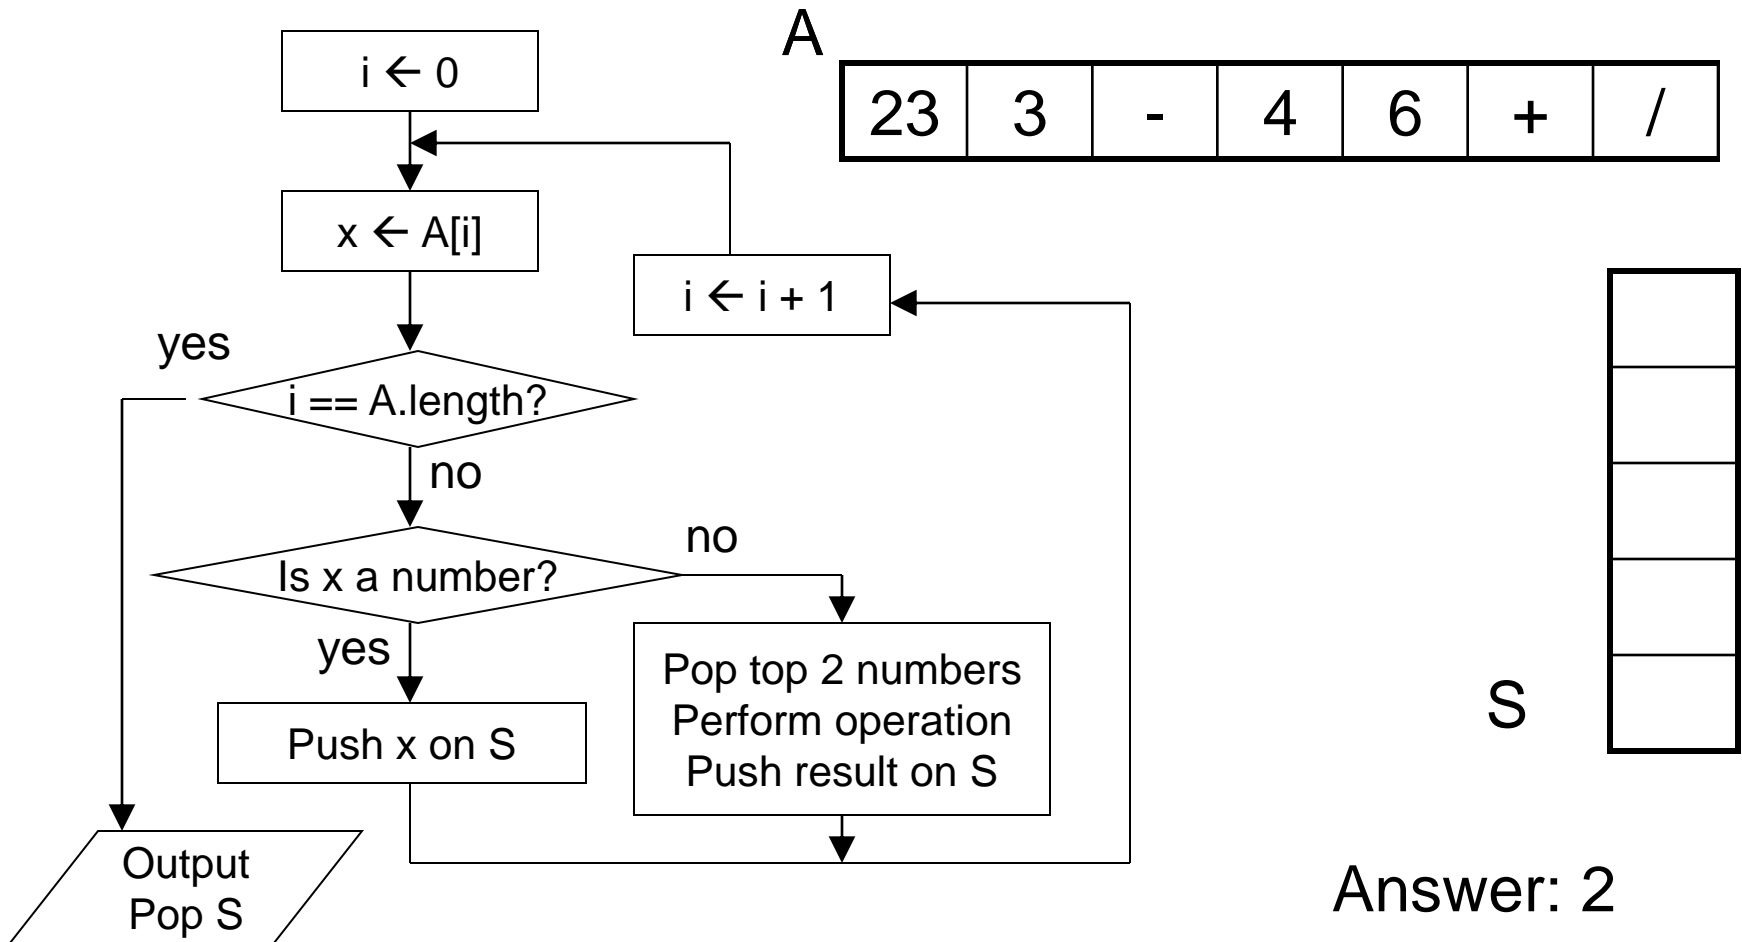 i ← 0
A
23 3 - 4 6 + /
x ← A[i]
i ← i + 1
yes
i == A.length?
no
no
Is x a number?
yes
Push x on S
Pop top 2 numbers
Perform operation
Push result on S
S
Output
Pop S
Answer: 2